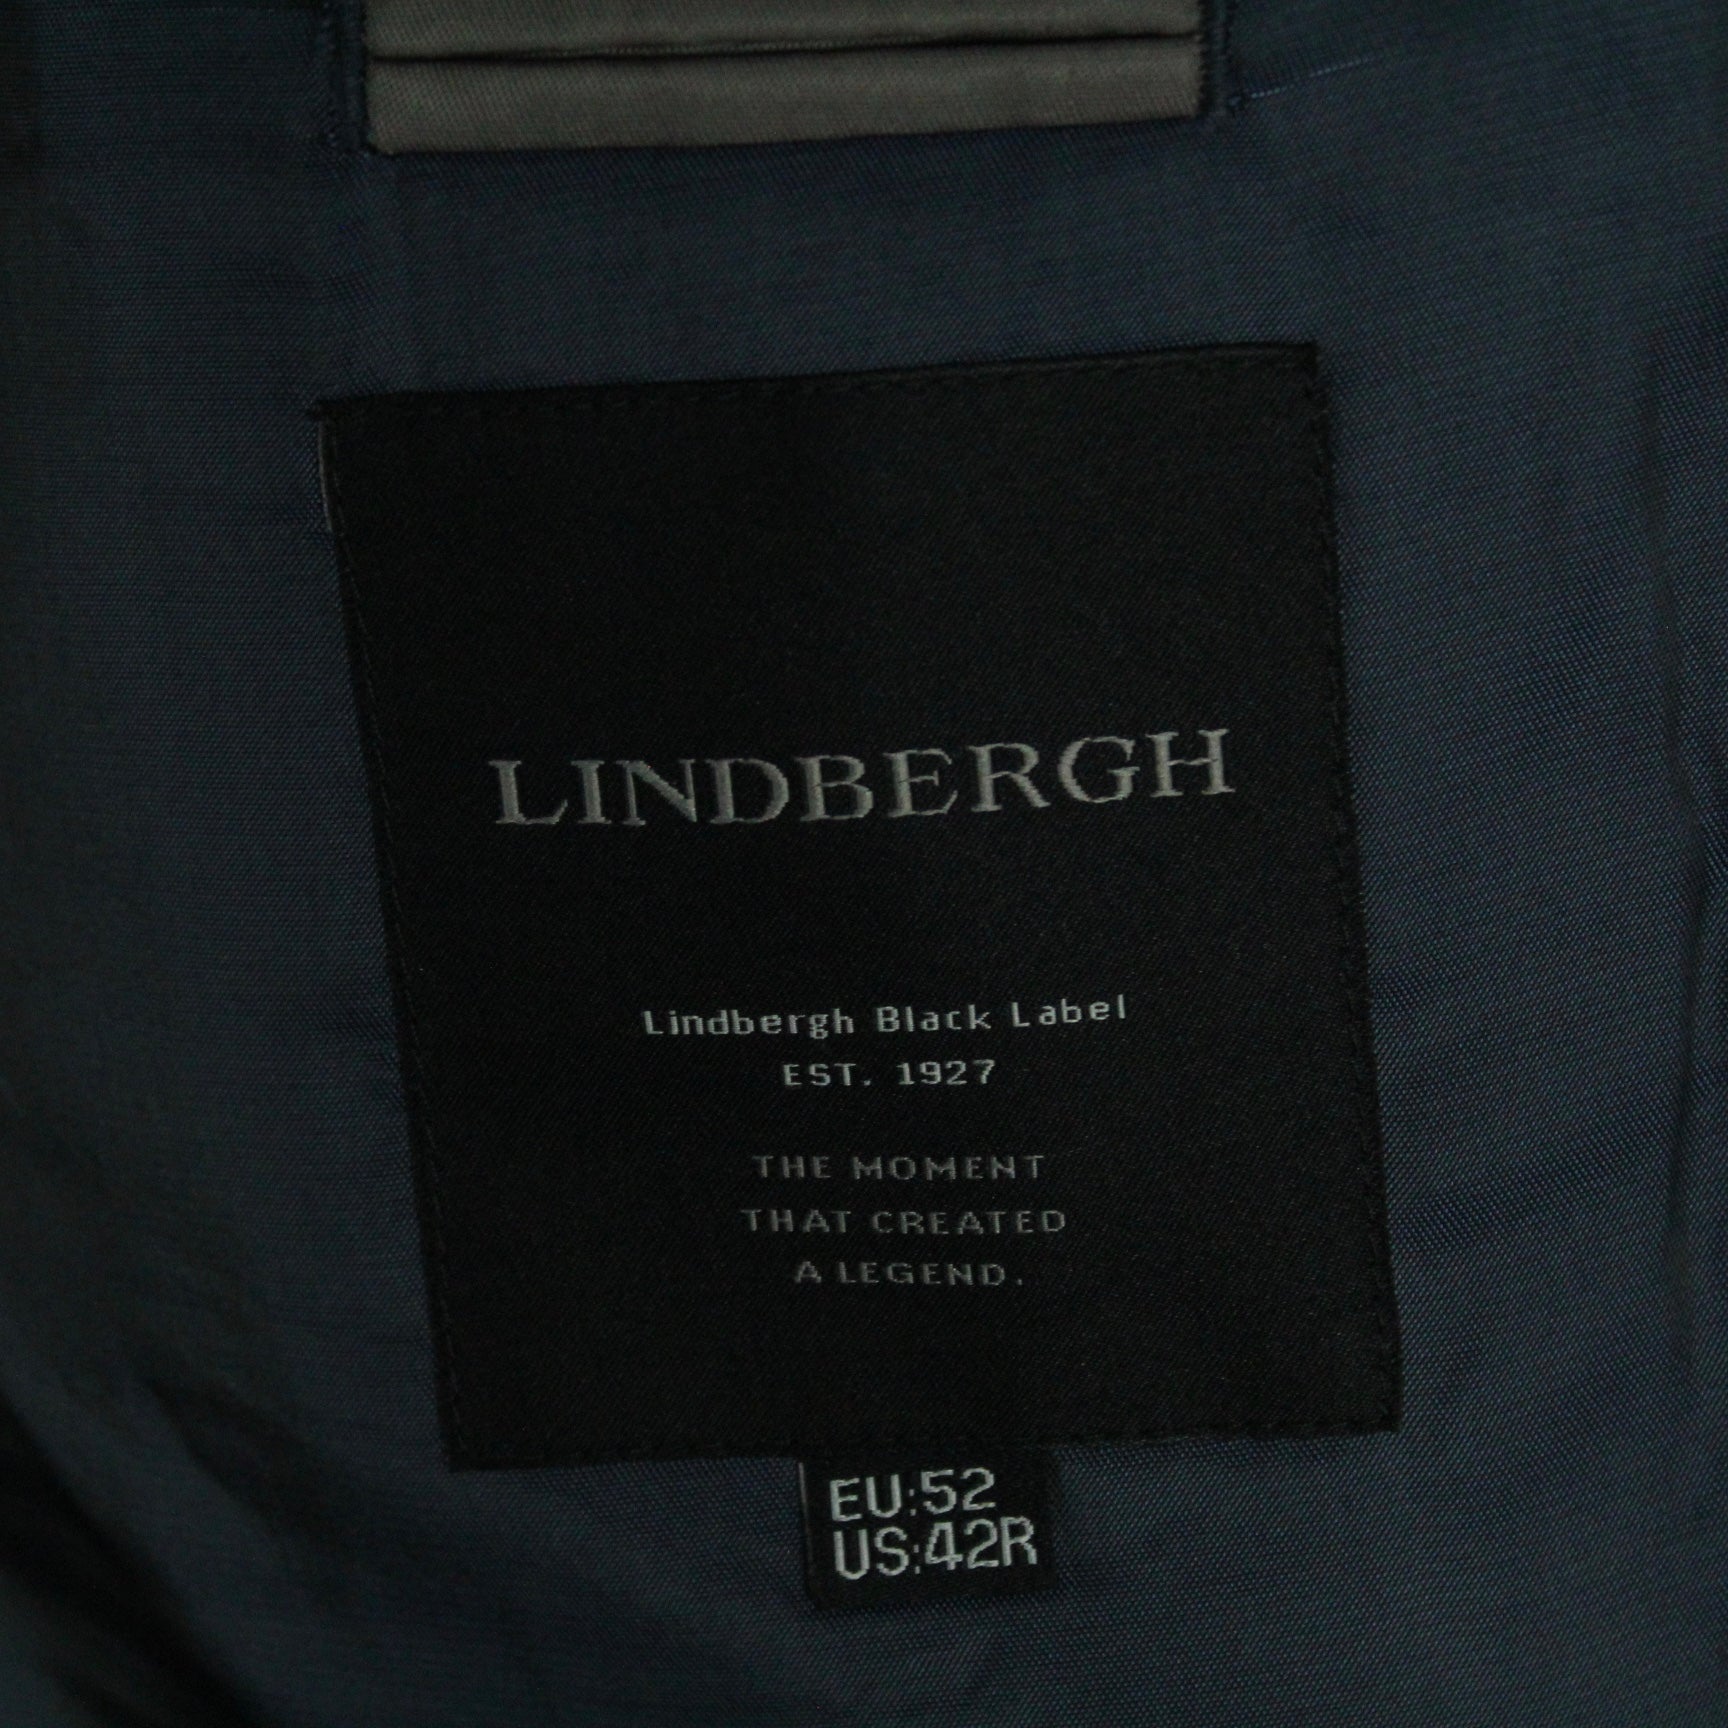 LINDBERGH
Lindbergh Black Label
EST. 1927
THE MOMENT
THAT CREATED
A LEGEND.
EU:52
US:42R